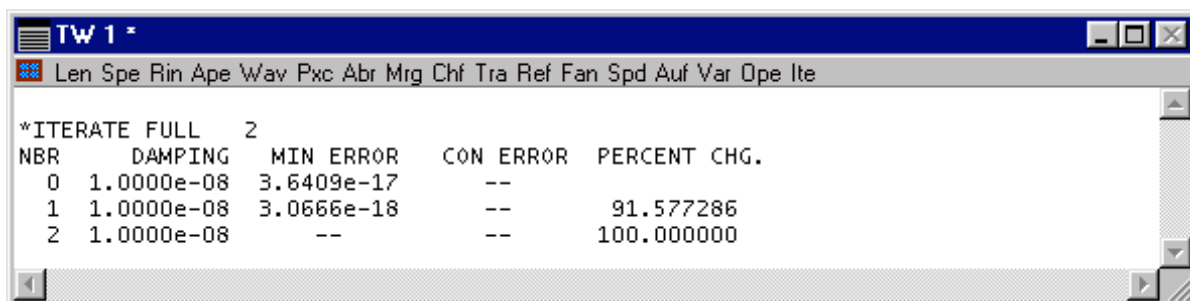 TW 1 *
Len Spe Rin Ape Wav Pxc Abr Mrg Chf Tra Ref Fan Spd Auf Var Ope Ite
*ITERATE FULL 2
NBR DAMPING MIN ERROR CON ERROR PERCENT CHG.
0 1.0000e-08 3.6409e-17 --
1 1.0000e-08 3.0666e-18 -- 91.577286
2 1.0000e-08 -- -- 100.000000